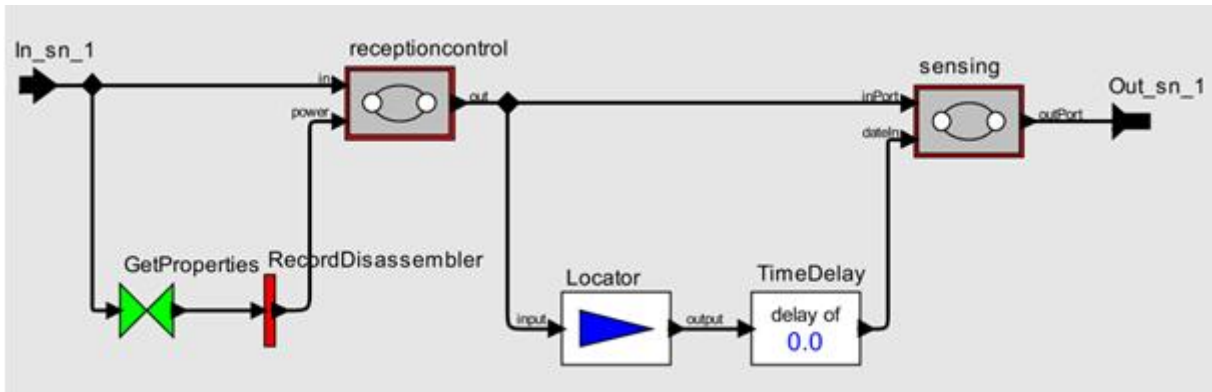 In_sn_1
receptioncontrol
in
power
out
sensing
inPort
dateIn
outPort
Out_sn_1
GetProperties
RecordDisassembler
Locator
input
output
TimeDelay
delay of
0.0